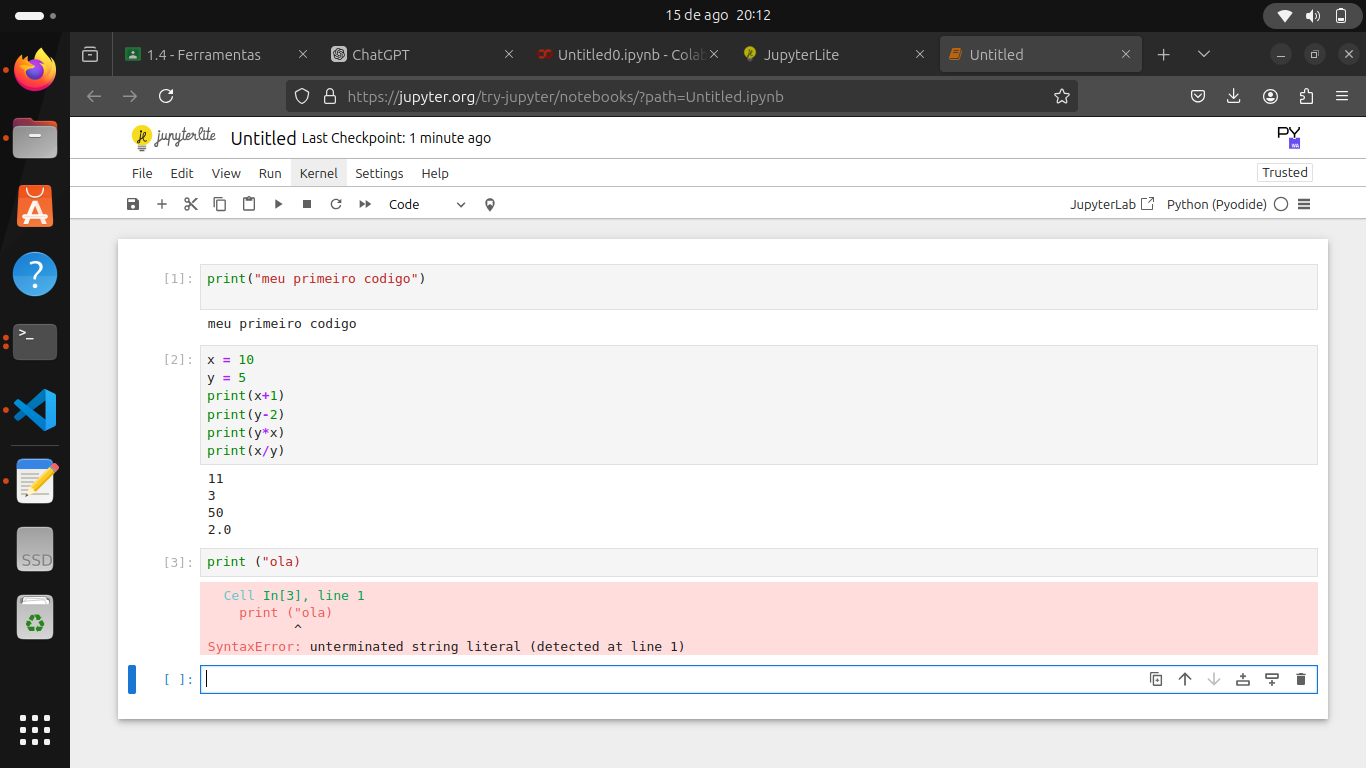 15 de ago 20:12
1.4 - Ferramentas
ChatGPT
Untitled0.ipynb - Colab
JupyterLite
Untitled
https://jupyter.org/try-jupyter/notebooks/?path=Untitled.ipynb
jupyterlite Untitled Last Checkpoint: 1 minute ago
PY
File Edit View Run Kernel Settings Help
Trusted
Code
JupyterLab Python (Pyodide)
[1]: print("meu primeiro codigo")
meu primeiro codigo
[2]: x = 10
y = 5
print(x+1)
print(y-2)
print(y*x)
print(x/y)
11
3
50
2.0
[3]: print ("ola)
Cell In[3], line 1
print ("ola)
^
SyntaxError: unterminated string literal (detected at line 1)
[ ]:
SSD